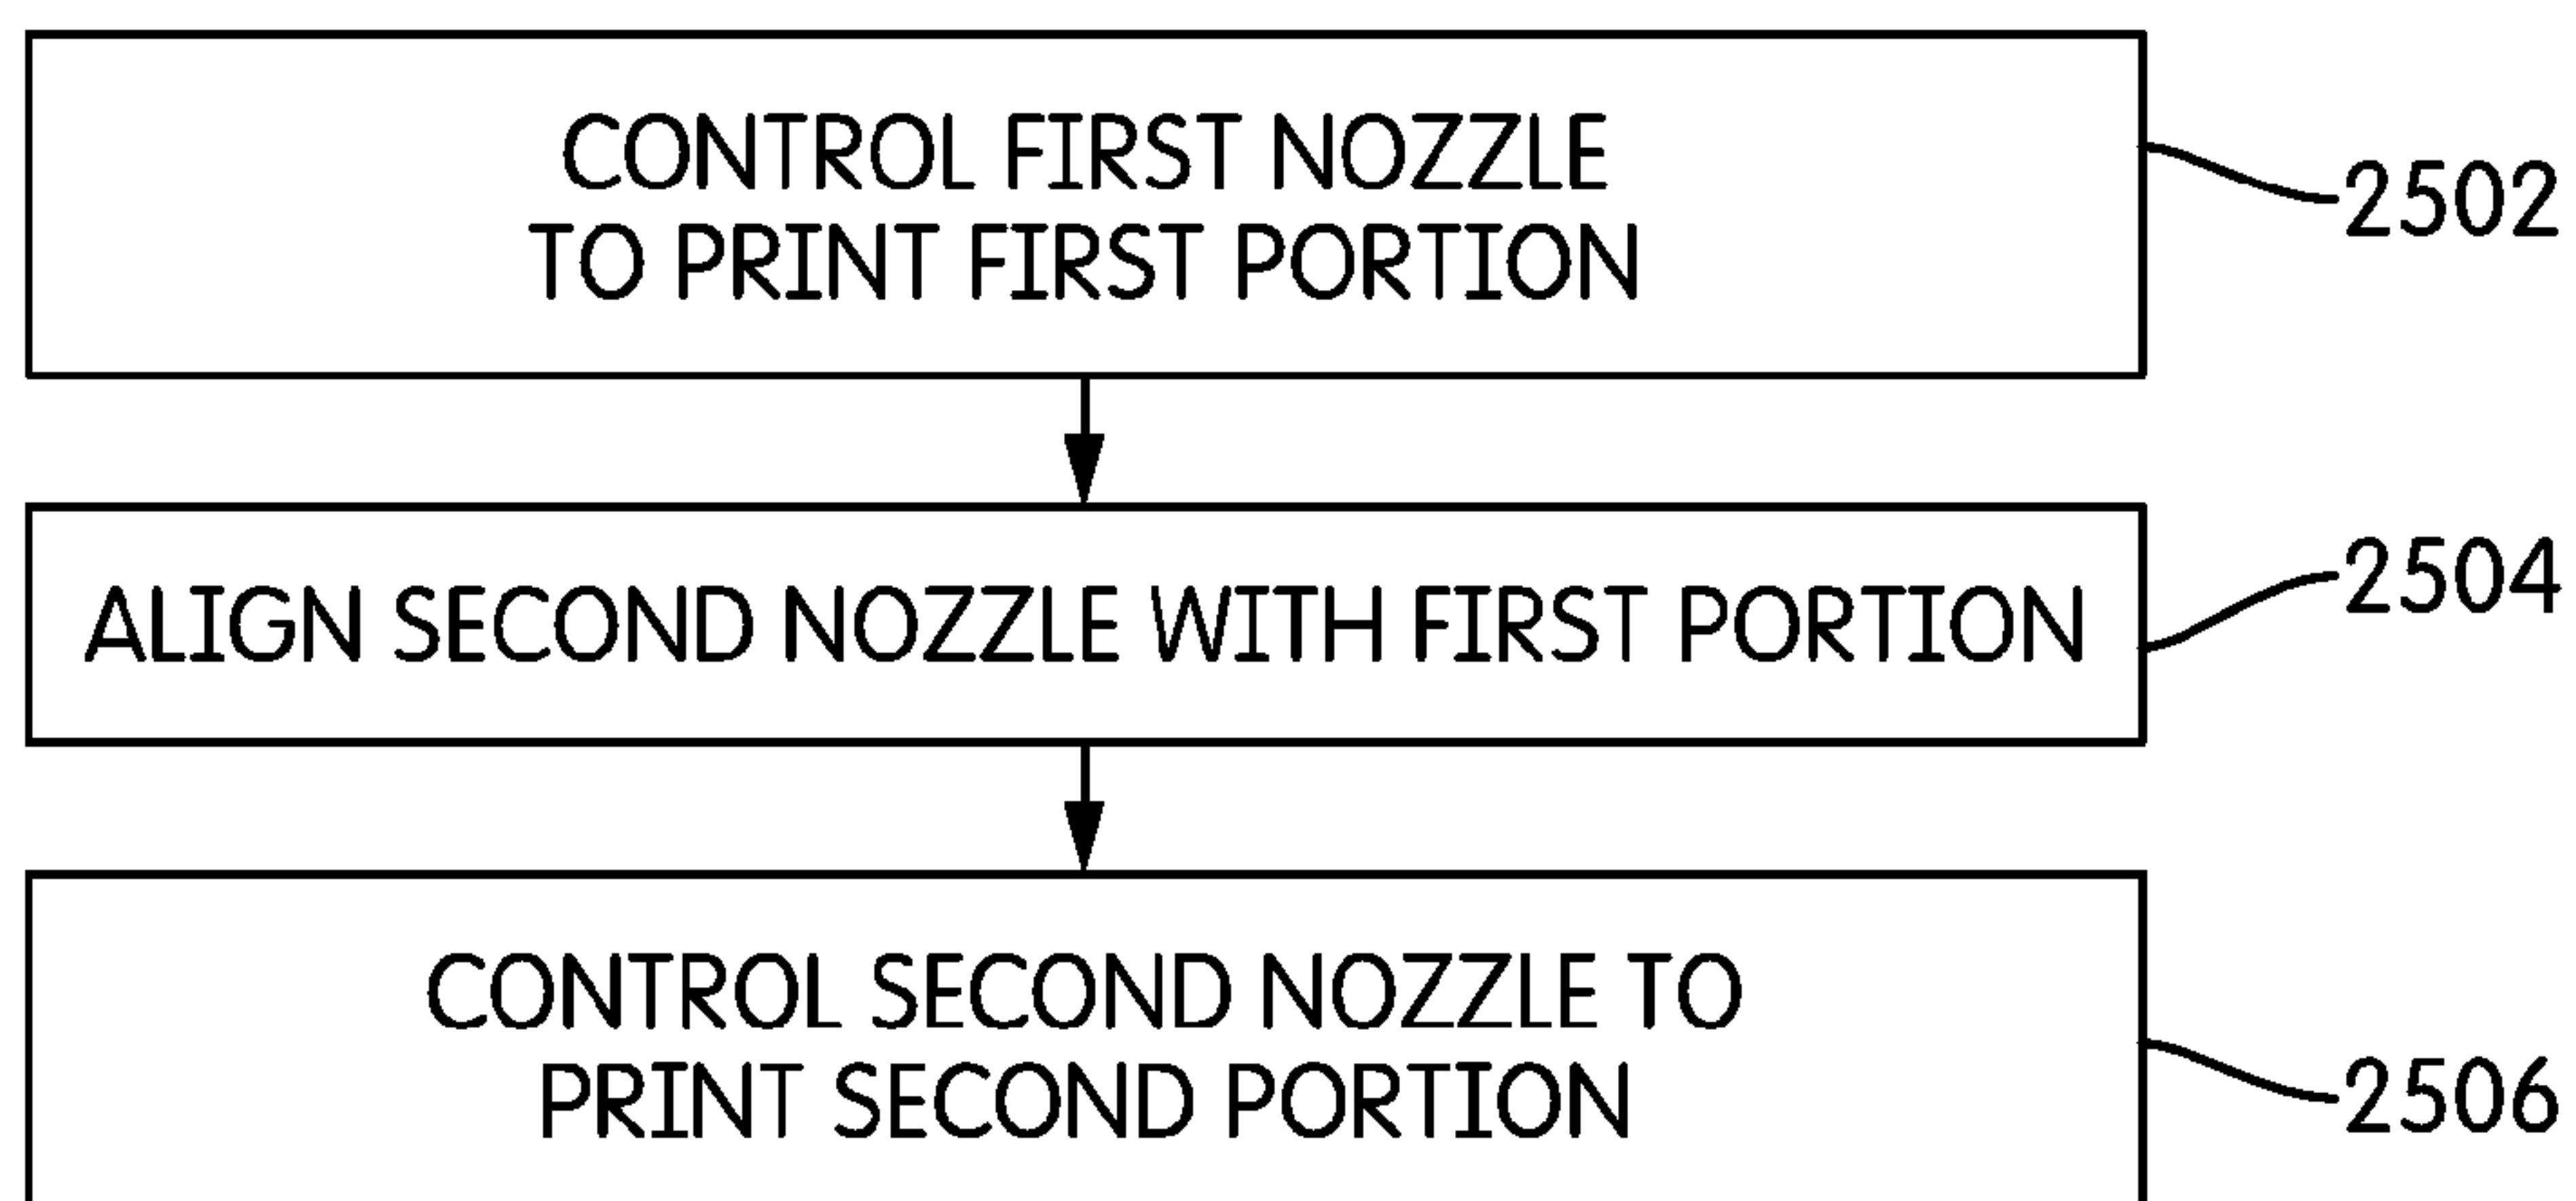 CONTROL FIRST NOZZLE
TO PRINT FIRST PORTION
2502
ALIGN SECOND NOZZLE WITH FIRST PORTION
2504
CONTROL SECOND NOZZLE TO
PRINT SECOND PORTION
2506